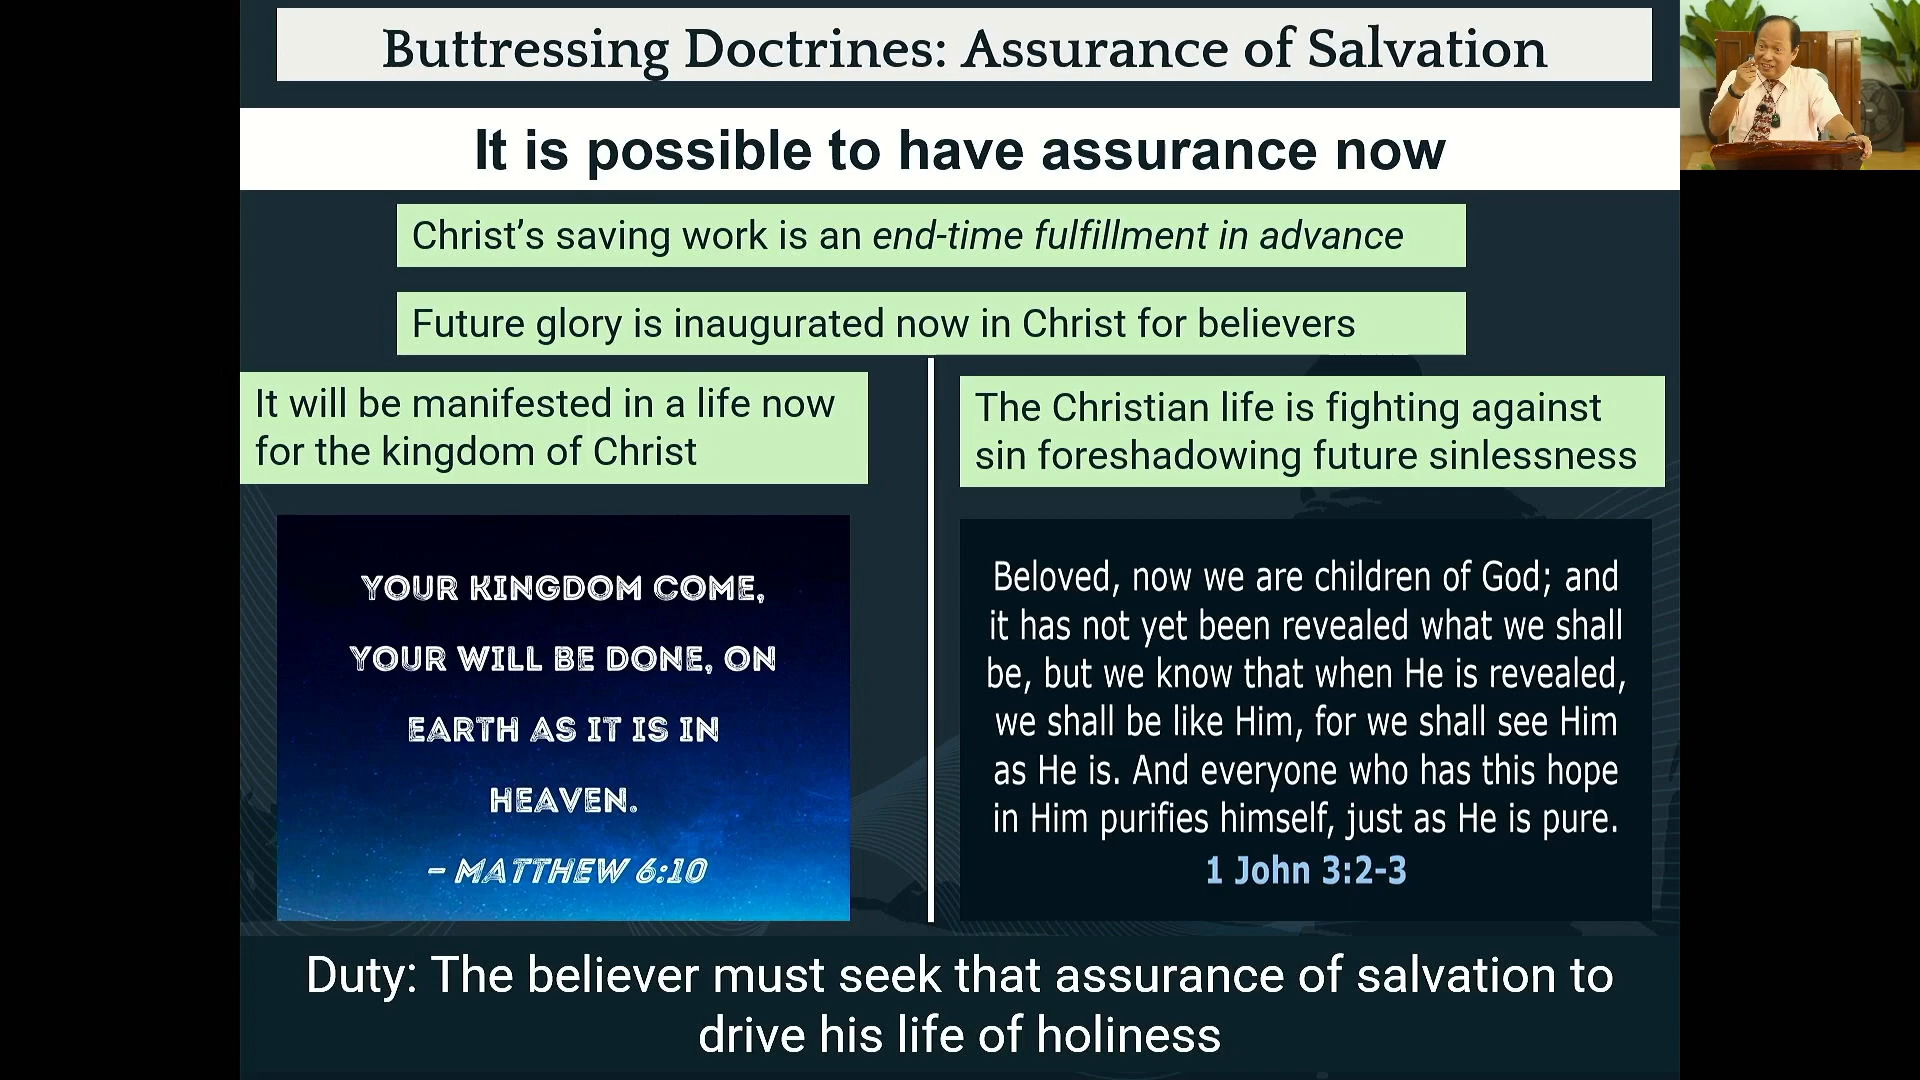 Buttressing Doctrines: Assurance of Salvation
It is possible to have assurance now
Christ's saving work is an end-time fulfillment in advance
Future glory is inaugurated now in Christ for believers
It will be manifested in a life now
for the kingdom of Christ
YOUR KINGDOM COME,
YOUR WILL BE DONE, ON
EARTH AS IT IS IN
HEAVEN.
– MATTHEW 6:10
The Christian life is fighting against
sin foreshadowing future sinlessness
Beloved, now we are children of God; and
it has not yet been revealed what we shall
be, but we know that when He is revealed,
we shall be like Him, for we shall see Him
as He is. And everyone who has this hope
in Him purifies himself, just as He is pure.
1 John 3:2-3
Duty: The believer must seek that assurance of salvation to
drive his life of holiness